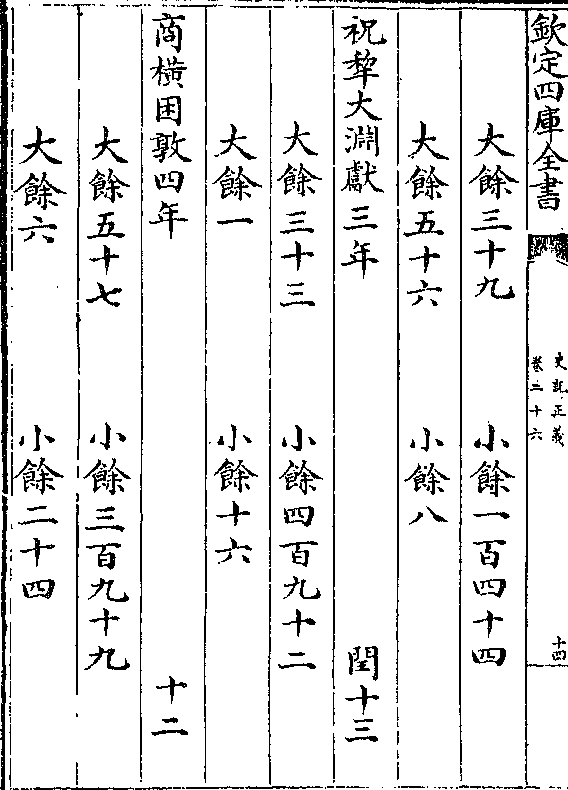 欽定四庫全書
史記正義
卷二十六
十四
大餘三十九 小餘一百四十四
大餘五十六 小餘八
祝犂大淵獻三年 閏十三
大餘三十三 小餘四百九十二
大餘一 小餘十六
商橫困敦四年 十二
大餘五十七 小餘三百九十九
大餘六 小餘二十四